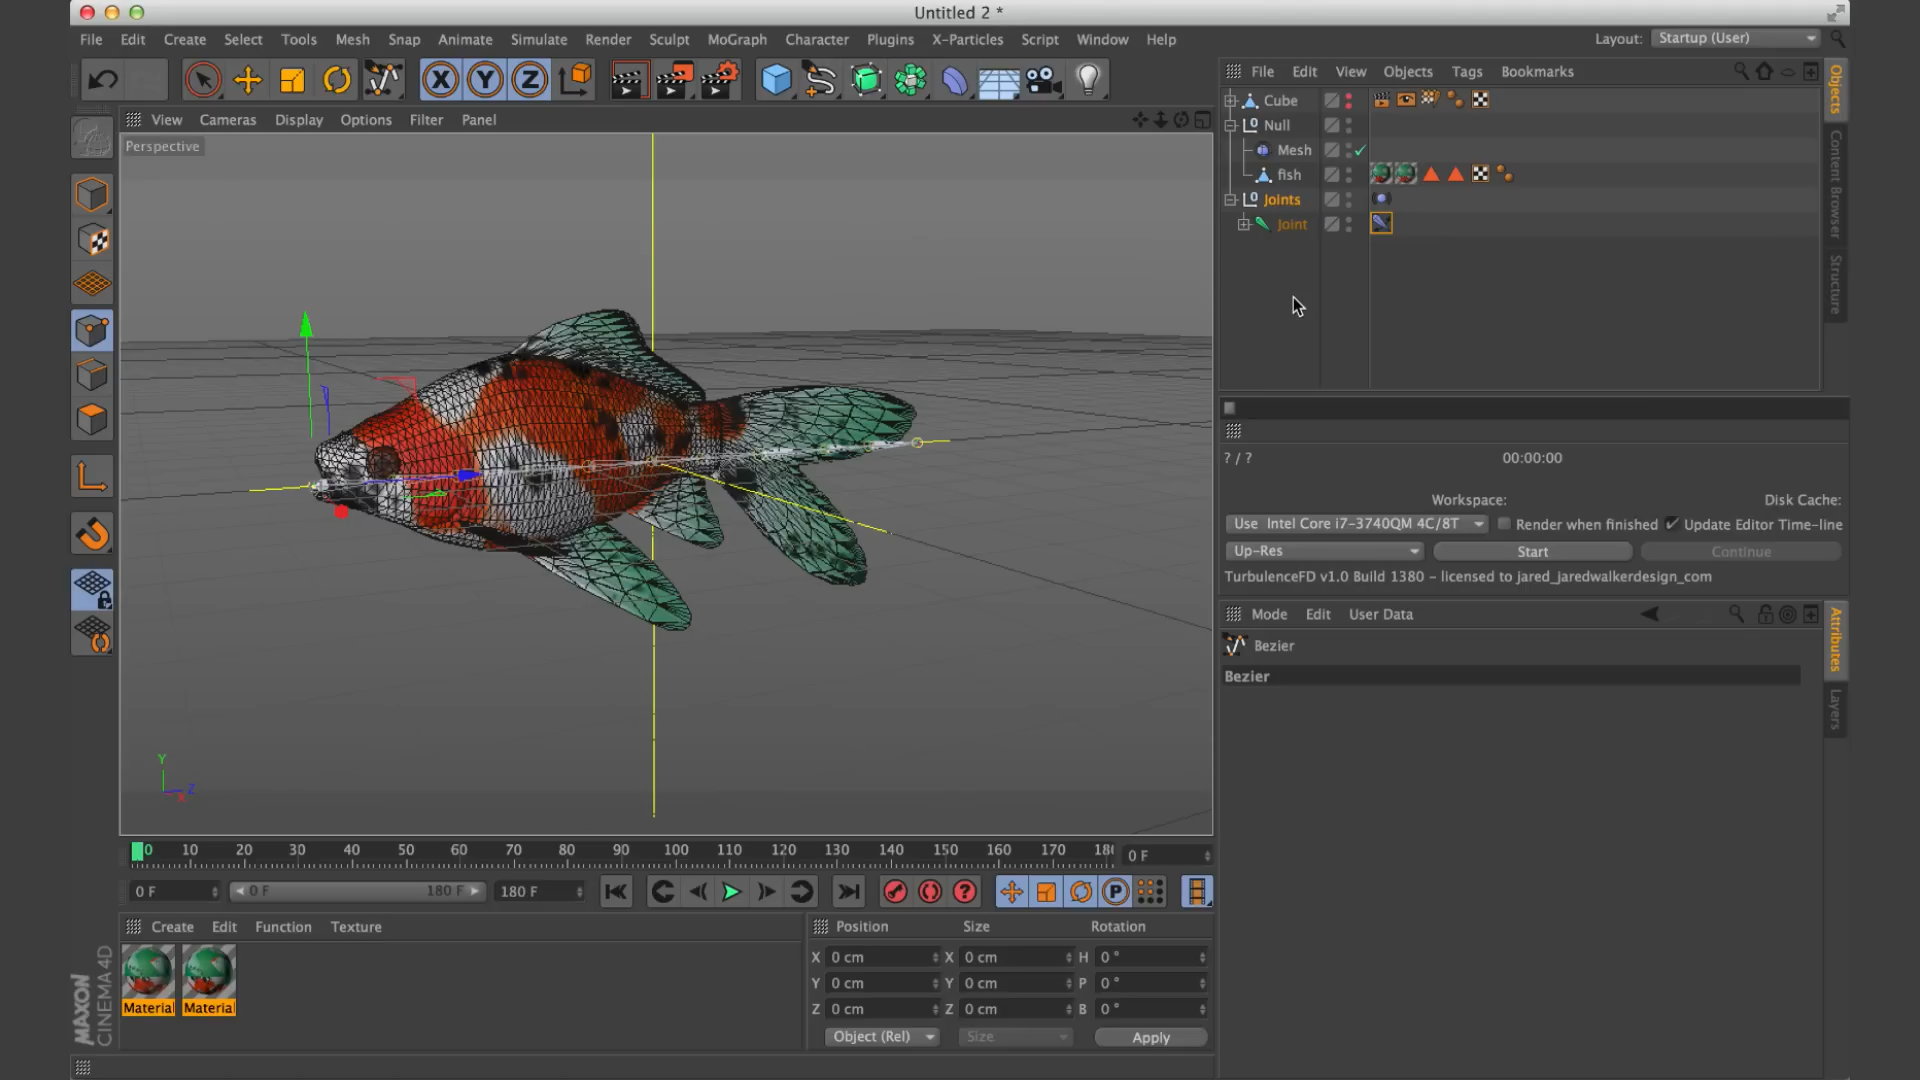 Untitled 2 *
File Edit Create Select Tools Mesh Snap Animate Simulate Render Sculpt MoGraph Character Plugins X-Particles Script Window Help
Layout: Startup (User)
X Y Z
File Edit View Objects Tags Bookmarks
Objects
Content Browser
Structure
View Cameras Display Options Filter Panel
Perspective
Cube
Null
Mesh
fish
Joints
Joint
? / ? 00:00:00
Workspace: Disk Cache:
Use Intel Core i7-3740QM 4C/8T Render when finished Update Editor Time-line
Up-Res Start Continue
TurbulenceFD v1.0 Build 1380 – licensed to jared_jaredwalkerdesign_com
Mode Edit User Data
Bezier
Bezier
Attributes
Layers
Y
Z
X
0 10 20 30 40 50 60 70 80 90 100 110 120 130 140 150 160 170 18
0 F
0 F 0 F 180 F 180 F
P
Create Edit Function Texture
Material Material
Position Size Rotation
X 0 cm X 0 cm H 0 °
Y 0 cm Y 0 cm P 0 °
Z 0 cm Z 0 cm B 0 °
Object (Rel) Size Apply
MAXON
CINEMA 4D